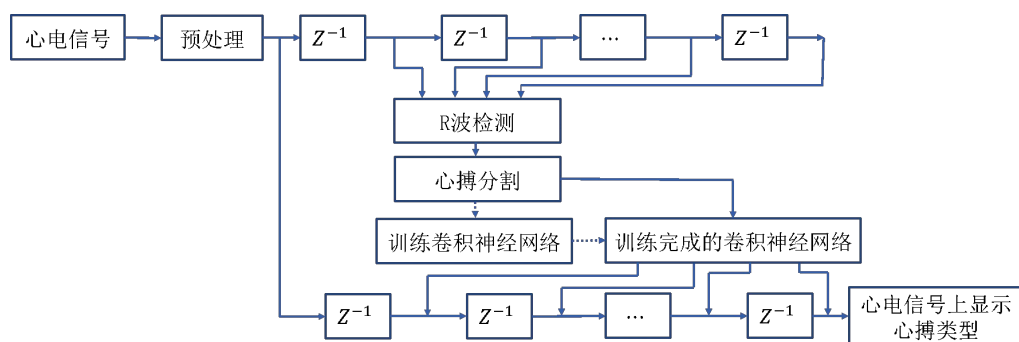 心电信号
预处理
Z⁻¹
Z⁻¹
...
Z⁻¹
R波检测
心搏分割
训练卷积神经网络
训练完成的卷积神经网络
Z⁻¹
Z⁻¹
...
Z⁻¹
心电信号上显示
心搏类型